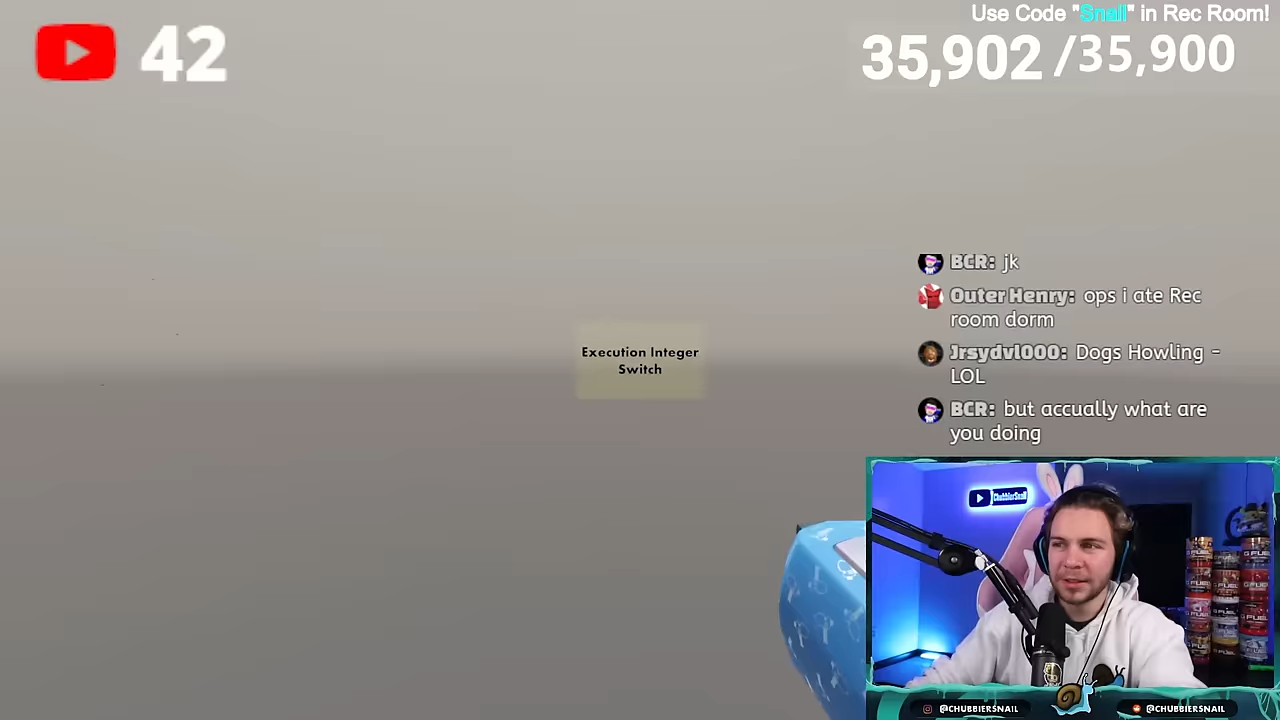 Use Code "Snail" in Rec Room!
42
35,902 /35,900
BCR: jk
Outer Henry: ops i ate Rec
room dorm
Jrsydvl000: Dogs Howling -
LOL
BCR: but accually what are
you doing
Execution Integer
Switch
ChubbierSnail
G FUEL
@CHUBBIERSNAIL
@CHUBBIERSNAIL